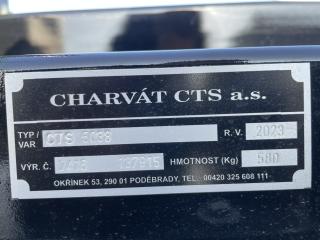 CHARVÁT CTS a.s.
TYP / VAR CTS 5038 R. V. 2023
VÝR. Č. HMOTNOST (Kg) 580
OKŘÍNEK 53, 290 01 PODĚBRADY, TEL. 00420 325 608 111